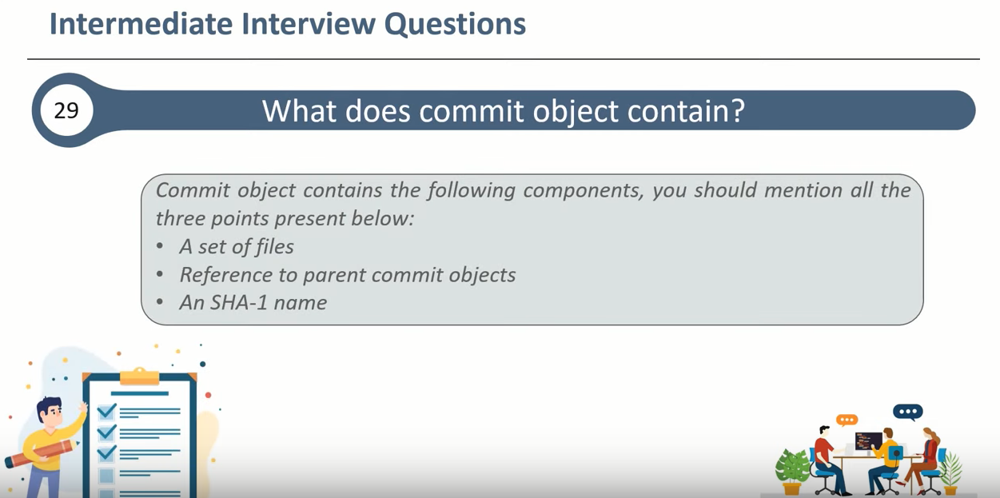 Intermediate Interview Questions
29
What does commit object contain?
Commit object contains the following components, you should mention all the
three points present below:
• A set of files
• Reference to parent commit objects
• An SHA-1 name